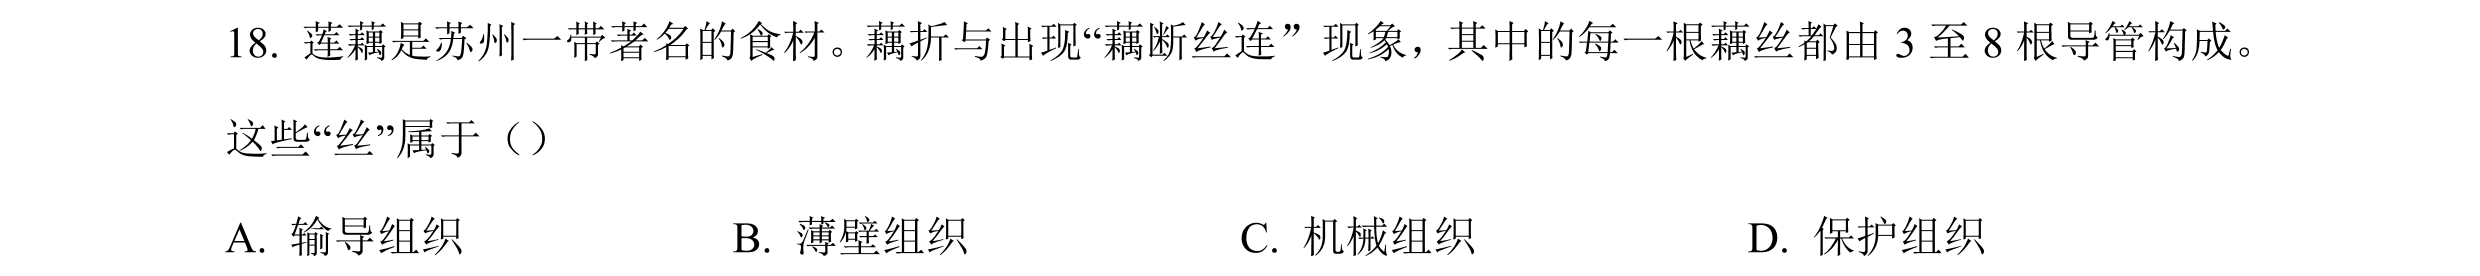 18. 莲藕是苏州一带著名的食材。藕折与出现“藕断丝连”现象，其中的每一根藕丝都由 3 至 8 根导管构成。
这些“丝”属于（）
A. 输导组织 B. 薄壁组织 C. 机械组织 D. 保护组织